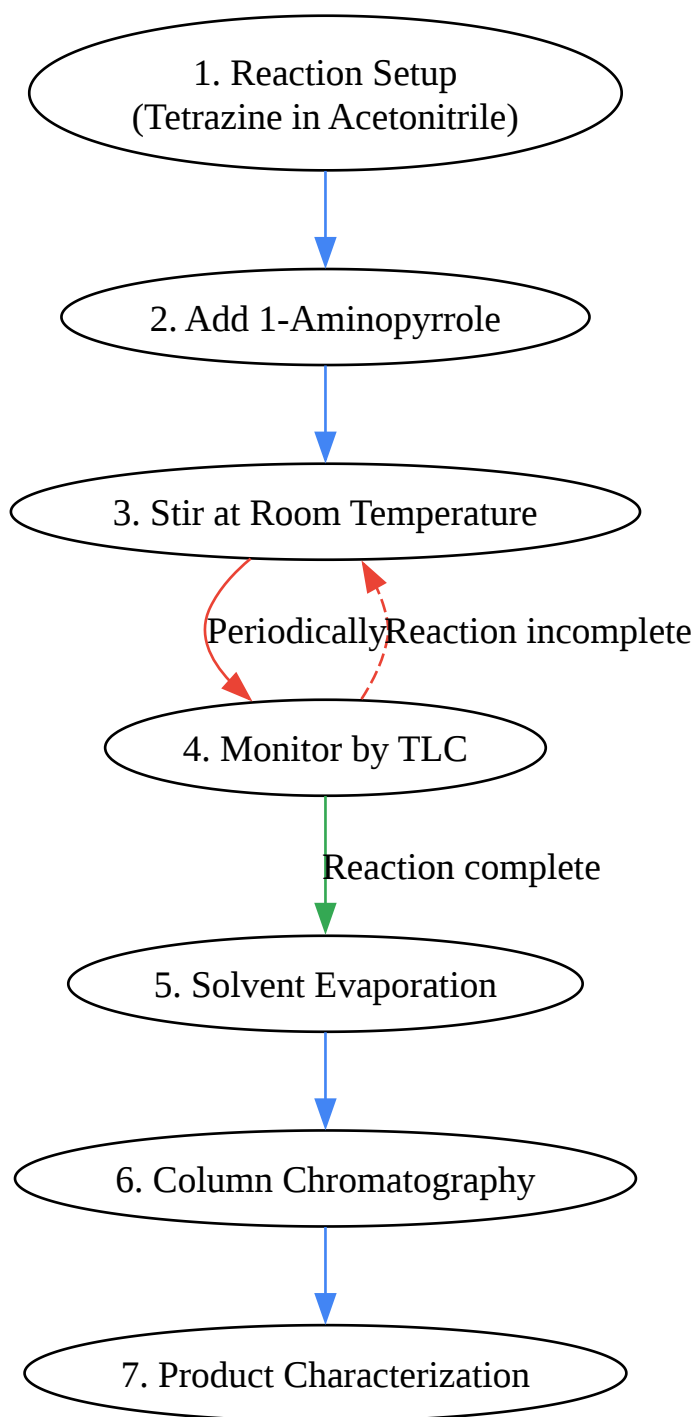 1. Reaction Setup
(Tetrazine in Acetonitrile)
2. Add 1-Aminopyrrole
3. Stir at Room Temperature
Periodically
Reaction incomplete
4. Monitor by TLC
Reaction complete
5. Solvent Evaporation
6. Column Chromatography
7. Product Characterization